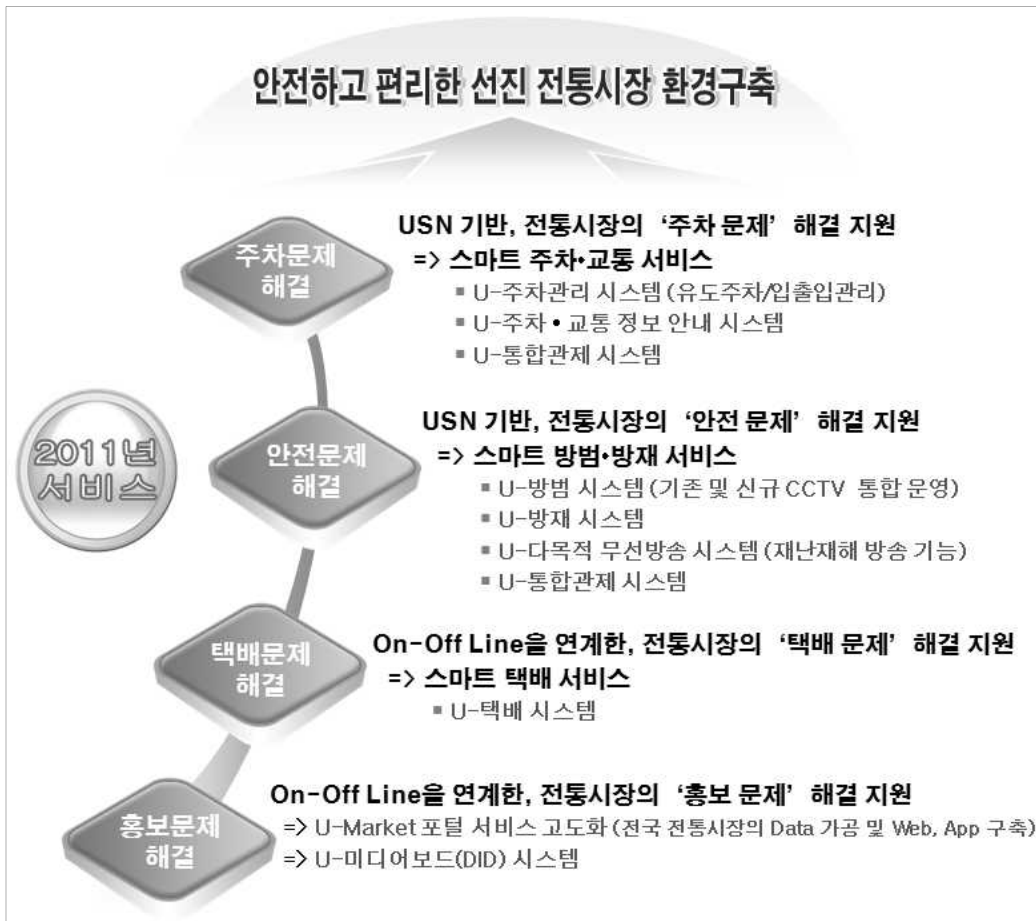 안전하고 편리한 선진 전통시장 환경구축
주차문제
해결
USN 기반, 전통시장의 ‘주차 문제’ 해결 지원
=> 스마트 주차•교통 서비스
▪ U-주차관리 시스템 (유도주차/입출입관리)
▪ U-주차 • 교통 정보 안내 시스템
▪ U-통합관제 시스템
2011년
서비스
안전문제
해결
USN 기반, 전통시장의 ‘안전 문제’ 해결 지원
=> 스마트 방범•방재 서비스
▪ U-방범 시스템 (기존 및 신규 CCTV 통합 운영)
▪ U-방재 시스템
▪ U-다목적 무선방송 시스템 (재난재해 방송 기능)
▪ U-통합관제 시스템
택배문제
해결
On-Off Line을 연계한, 전통시장의 ‘택배 문제’ 해결 지원
=> 스마트 택배 서비스
▪ U-택배 시스템
홍보문제
해결
On-Off Line을 연계한, 전통시장의 ‘홍보 문제’ 해결 지원
=> U-Market 포털 서비스 고도화 (전국 전통시장의 Data 가공 및 Web, App 구축)
=> U-미디어보드(DID) 시스템